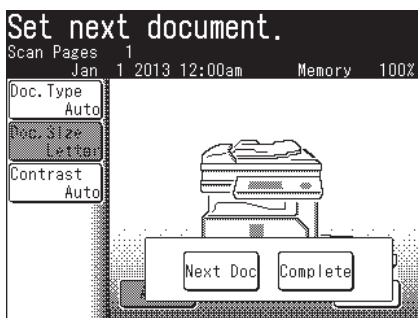 Set next document.
Scan Pages 1
Jan 1 2013 12:00am Memory 100%
Doc.Type
Auto
Doc.Size
Letter
Contrast
Auto
Next Doc
Complete